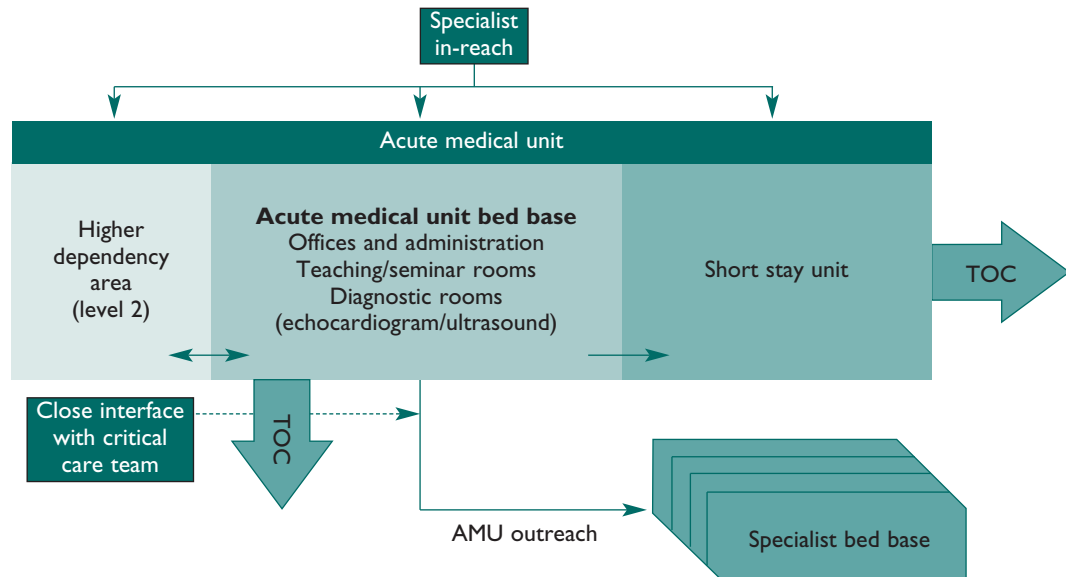 Specialist
in-reach
Acute medical unit
Higher
dependency
area
(level 2)
Acute medical unit bed base
Offices and administration
Teaching/seminar rooms
Diagnostic rooms
(echocardiogram/ultrasound)
Short stay unit
TOC
Close interface
with critical
care team
TOC
AMU outreach
Specialist bed base